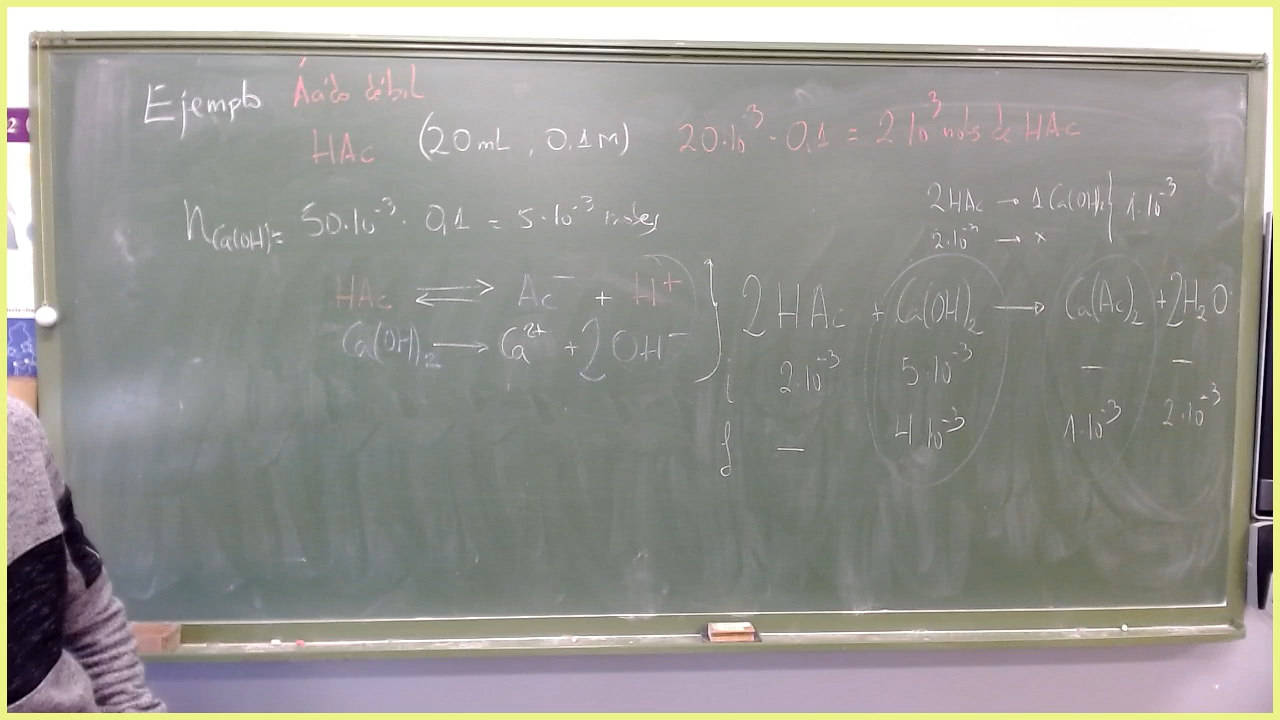 Ejemplo Ácido débil
HAc (20 mL , 0,1 M) 20·10⁻³ · 0,1 = 2 10⁻³ moles de HAc
2HAc → 1 Ca(OH)₂ } 1·10⁻³
2·10⁻³ → x
n Ca(OH)₂ = 50·10⁻³ · 0,1 = 5·10⁻³ moles
HAc ⇌ Ac⁻ + H⁺
Ca(OH)₂ → Ca²⁺ + 2 OH⁻
2 HAc + Ca(OH)₂ → Ca(Ac)₂ + 2H₂O
i 2·10⁻³ 5·10⁻³ — —
f — 4·10⁻³ 1·10⁻³ 2·10⁻³
2